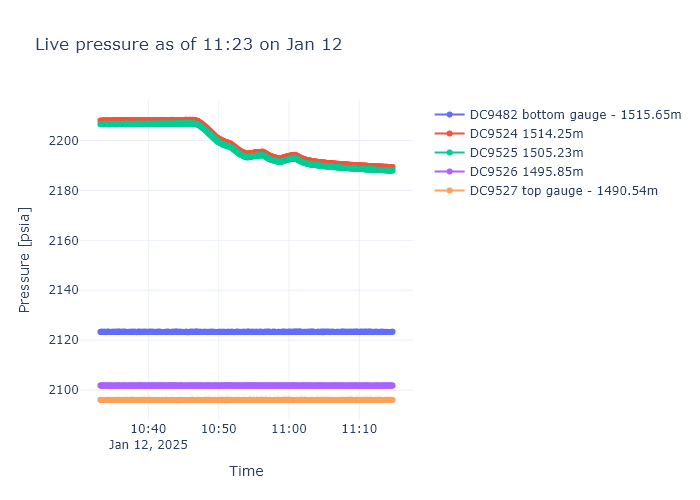 Live pressure as of 11:23 on Jan 12
DC9482 bottom gauge - 1515.65m
DC9524 1514.25m
DC9525 1505.23m
DC9526 1495.85m
DC9527 top gauge - 1490.54m
Pressure [psia]
2200
2180
2160
2140
2120
2100
10:40
10:50
11:00
11:10
Jan 12, 2025
Time